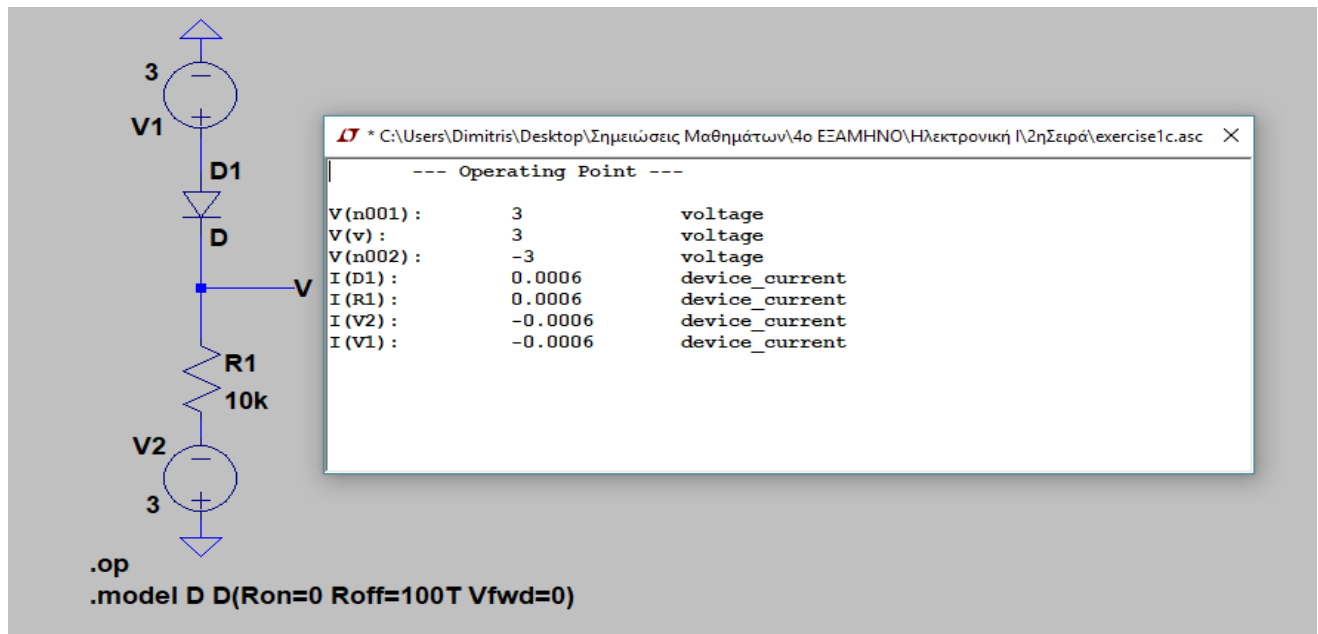 3
V1
D1
D
V
R1
10k
V2
3
.op
.model D D(Ron=0 Roff=100T Vfwd=0)
* C:\Users\Dimitris\Desktop\Σημειώσεις Μαθημάτων\4ο ΕΞΑΜΗΝΟ\Ηλεκτρονική Ι\2ηΣειρά\exercise1c.asc
--- Operating Point ---
V(n001): 3 voltage
V(v): 3 voltage
V(n002): -3 voltage
I(D1): 0.0006 device_current
I(R1): 0.0006 device_current
I(V2): -0.0006 device_current
I(V1): -0.0006 device_current